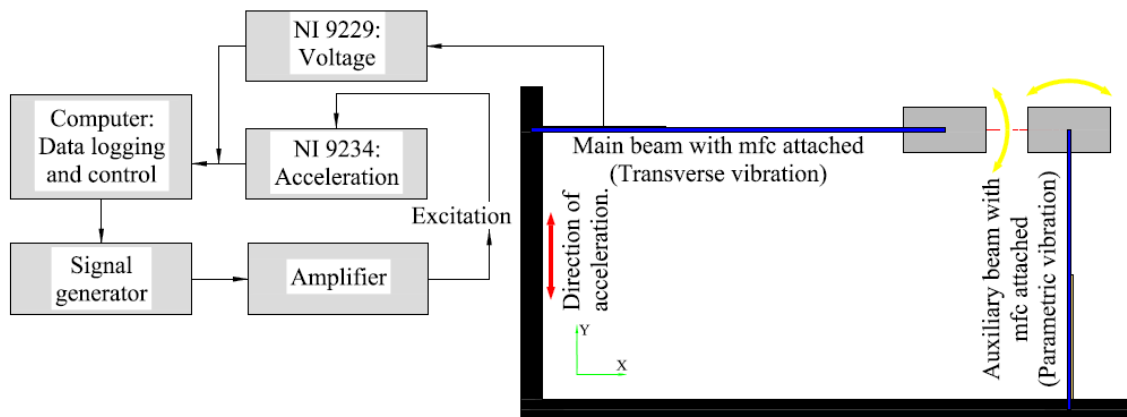 NI 9229:
Voltage
Computer:
Data logging
and control
NI 9234:
Acceleration
Excitation
Signal
generator
Amplifier
Main beam with mfc attached
(Transverse vibration)
Direction of
acceleration.
Y
X
Auxiliary beam with
mfc attached
(Parametric vibration)